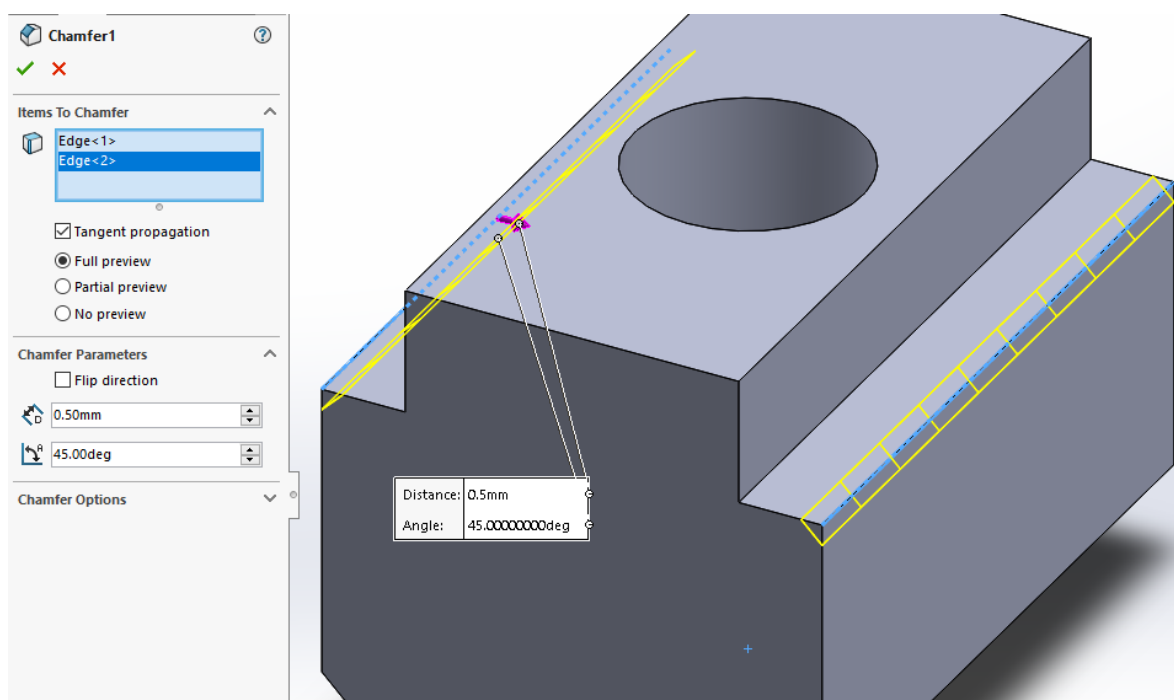 Chamfer1
Items To Chamfer
Edge<1>
Edge<2>
Tangent propagation
Full preview
Partial preview
No preview
Chamfer Parameters
Flip direction
D 0.50mm
A 45.00deg
Chamfer Options
Distance: 0.5mm
Angle: 45.00000000deg